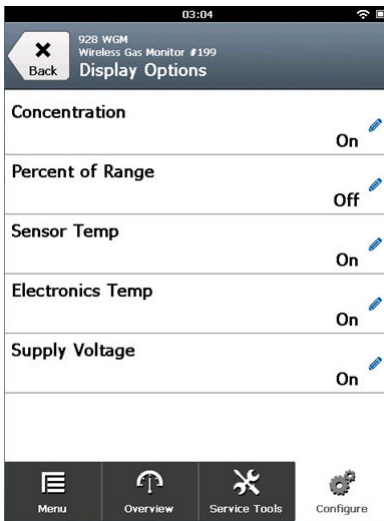 03:04
928 WGM
Wireless Gas Monitor #199
Back
Display Options
Concentration
On
Percent of Range
Off
Sensor Temp
On
Electronics Temp
On
Supply Voltage
On
Menu
Overview
Service Tools
Configure